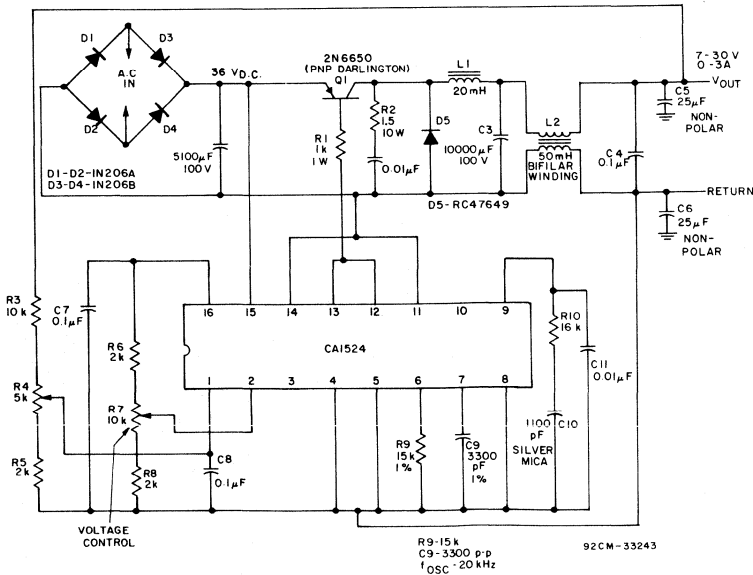 D1
D3
A.C
IN
D2
D4
D1-D2-IN206A
D3-D4-IN206B
36 V D.C.
5100µF
100 V
2N6650
(PNP DARLINGTON)
Q1
R1
1k
1W
R2
1.5
10W
0.01µF
D5
L1
20mH
C3
10000µF
100 V
D5-RC47649
L2
50mH
BIFILAR
WINDING
C4
0.1µF
7-30V
0-3A
VOUT
C5
25µF
NON-
POLAR
RETURN
C6
25µF
NON-
POLAR
R3
10k
R4
5k
R5
2k
C7
0.1µF
R6
2k
R7
10k
R8
2k
VOLTAGE
CONTROL
16 15 14 13 12 11 10 9
CA1524
1 2 3 4 5 6 7 8
C8
0.1µF
R9
15k
1%
C9
3300
pF
1%
R10
16k
C11
0.01µF
1100 C10
pF
SILVER
MICA
R9-15k
C9-3300 p·p
fOSC-20kHz
92CM-33243